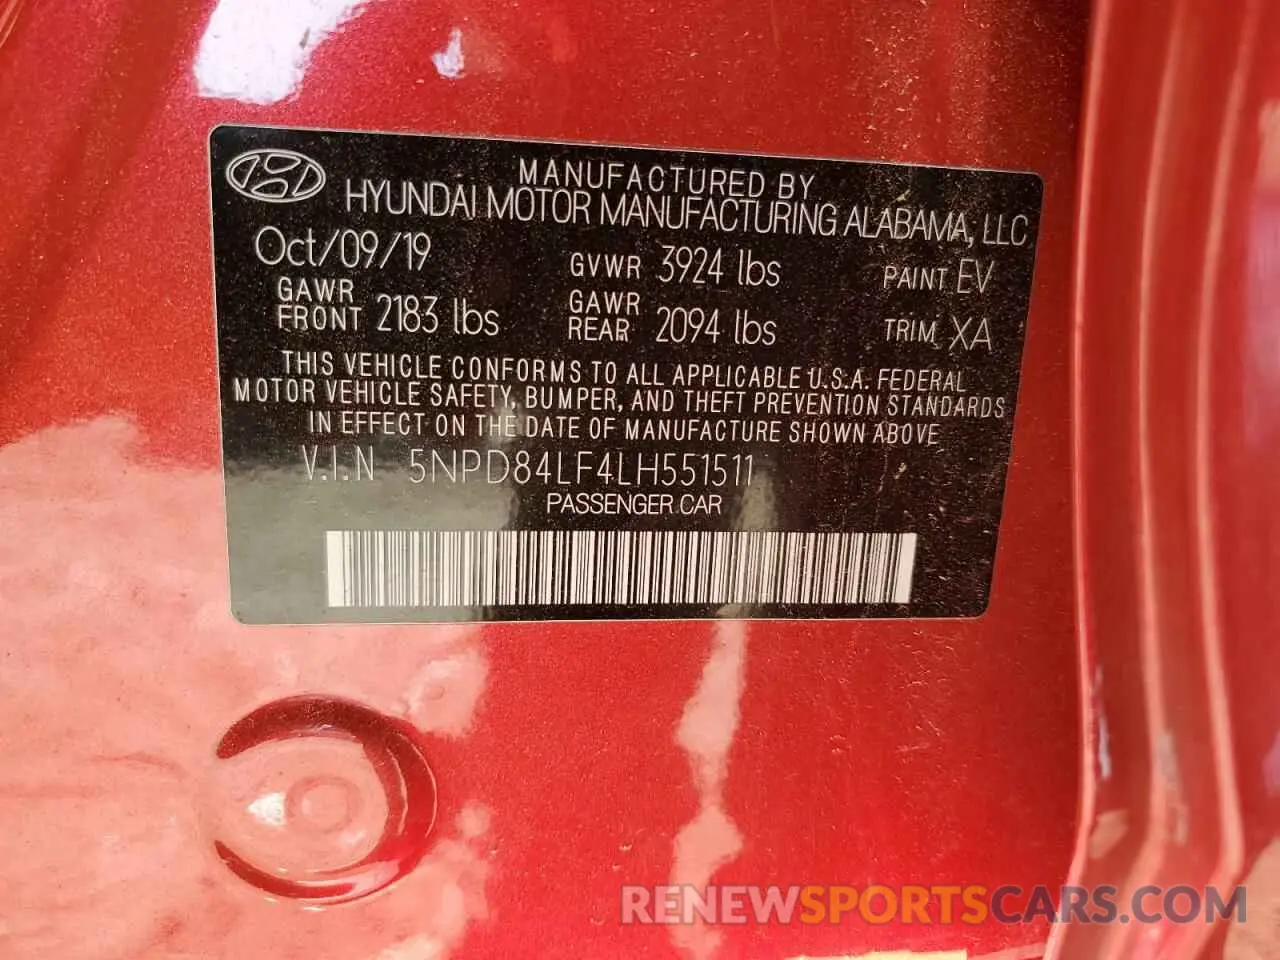 MANUFACTURED BY
HYUNDAI MOTOR MANUFACTURING ALABAMA, LLC
Oct/09/19 GVWR 3924 lbs PAINT EV
GAWR FRONT 2183 lbs GAWR REAR 2094 lbs TRIM XA
THIS VEHICLE CONFORMS TO ALL APPLICABLE U.S.A. FEDERAL
MOTOR VEHICLE SAFETY, BUMPER, AND THEFT PREVENTION STANDARDS
IN EFFECT ON THE DATE OF MANUFACTURE SHOWN ABOVE
V.I.N 5NPD84LF4LH551511
PASSENGER CAR
RENEWSPORTSCARS.COM